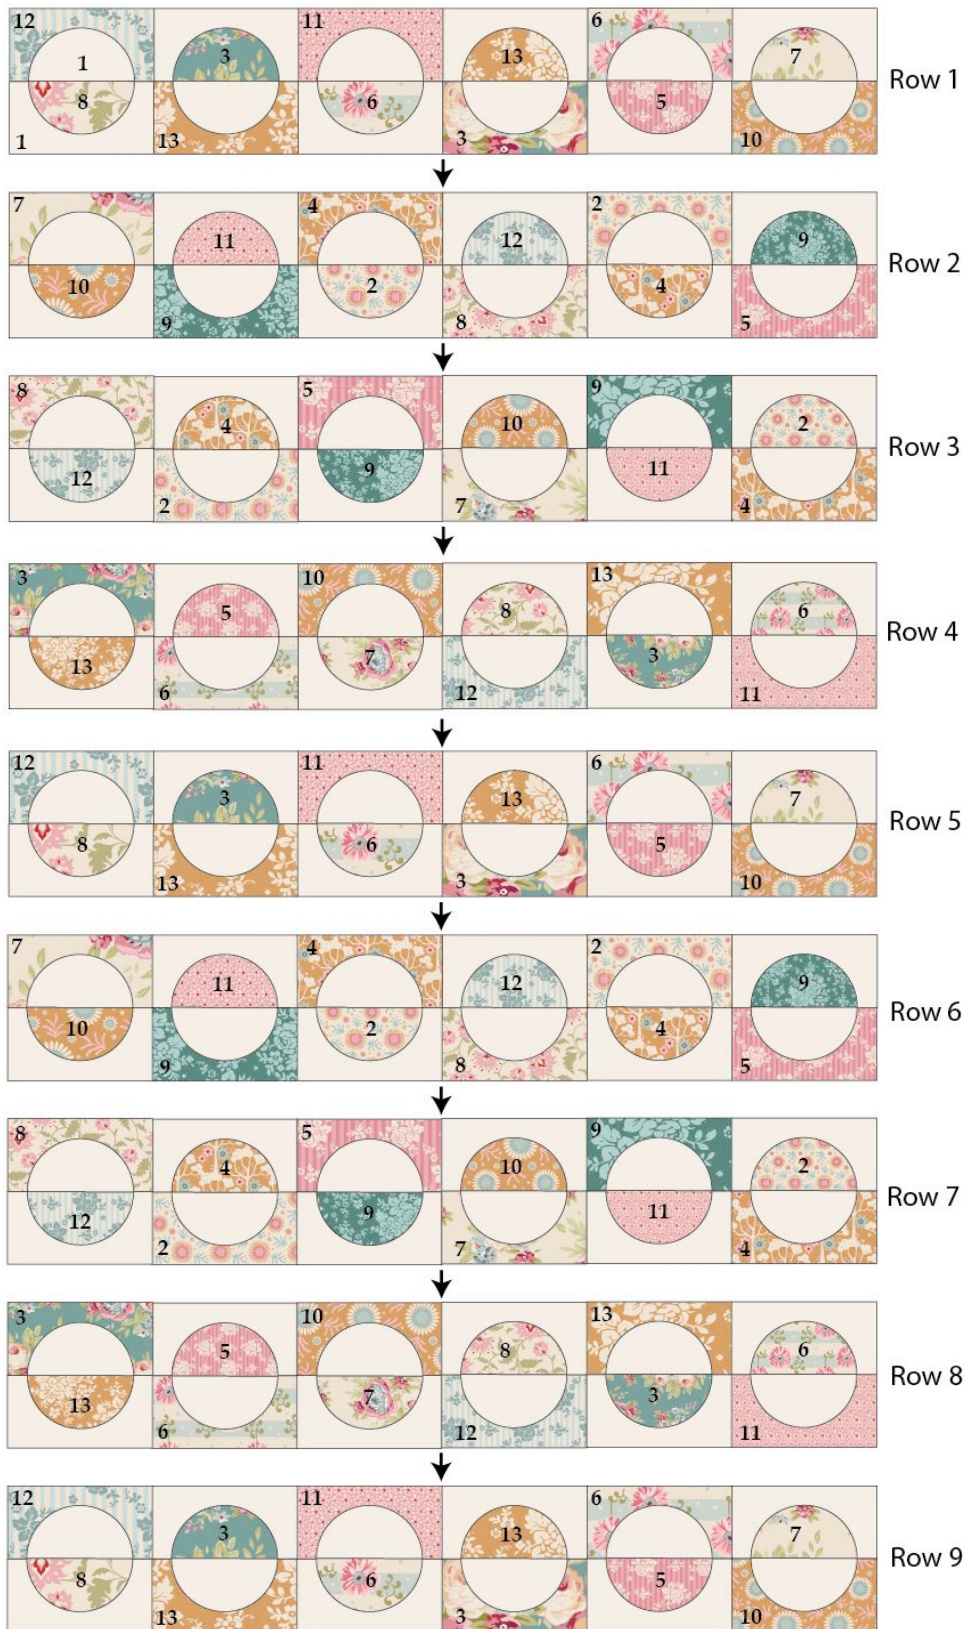 12 11 6
1 3 13 7
8 6 5 Row 1
1 13 3 10
7 4 2
11 12 9
10 2 4 Row 2
9 8 5
8 5 9
4 10 2
12 9 11 Row 3
2 7 4
3 10 13
5 8 6
13 7 3 Row 4
6 12 11
12 11 6
3 13 7
8 6 5 Row 5
13 3 10
7 4 2
11 12 9
10 2 4 Row 6
9 8 5
8 5 9
4 10 2
12 9 11 Row 7
2 7 4
3 10 13
5 8 6
13 7 3 Row 8
6 12 11
12 11 6
3 13 7
8 6 5 Row 9
13 3 10